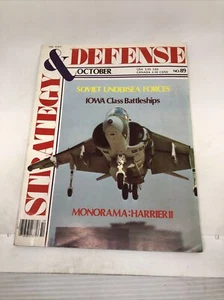 STRATEGY & DEFENSE
OCTOBER
NO-89
SOVIET UNDERSEA FORCES
IOWA Class Battleships
MONORAMA: HARRIER II